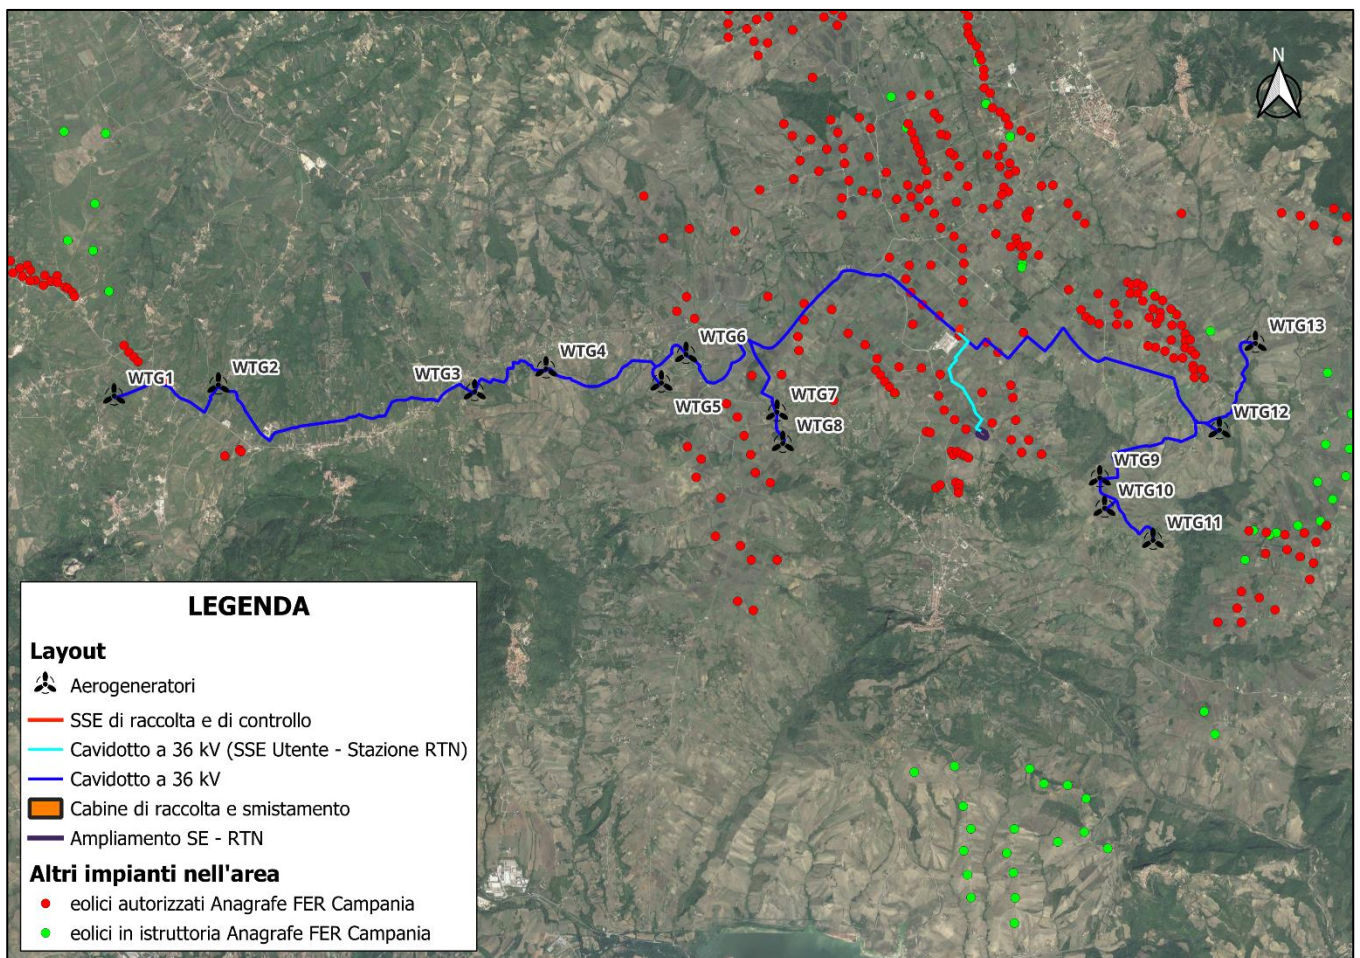 N
WTG1
WTG2
WTG3
WTG4
WTG5
WTG6
WTG7
WTG8
WTG9
WTG10
WTG11
WTG12
WTG13
LEGENDA
Layout
Aerogeneratori
SSE di raccolta e di controllo
Cavidotto a 36 kV (SSE Utente - Stazione RTN)
Cavidotto a 36 kV
Cabine di raccolta e smistamento
Ampliamento SE - RTN
Altri impianti nell'area
eolici autorizzati Anagrafe FER Campania
eolici in istruttoria Anagrafe FER Campania